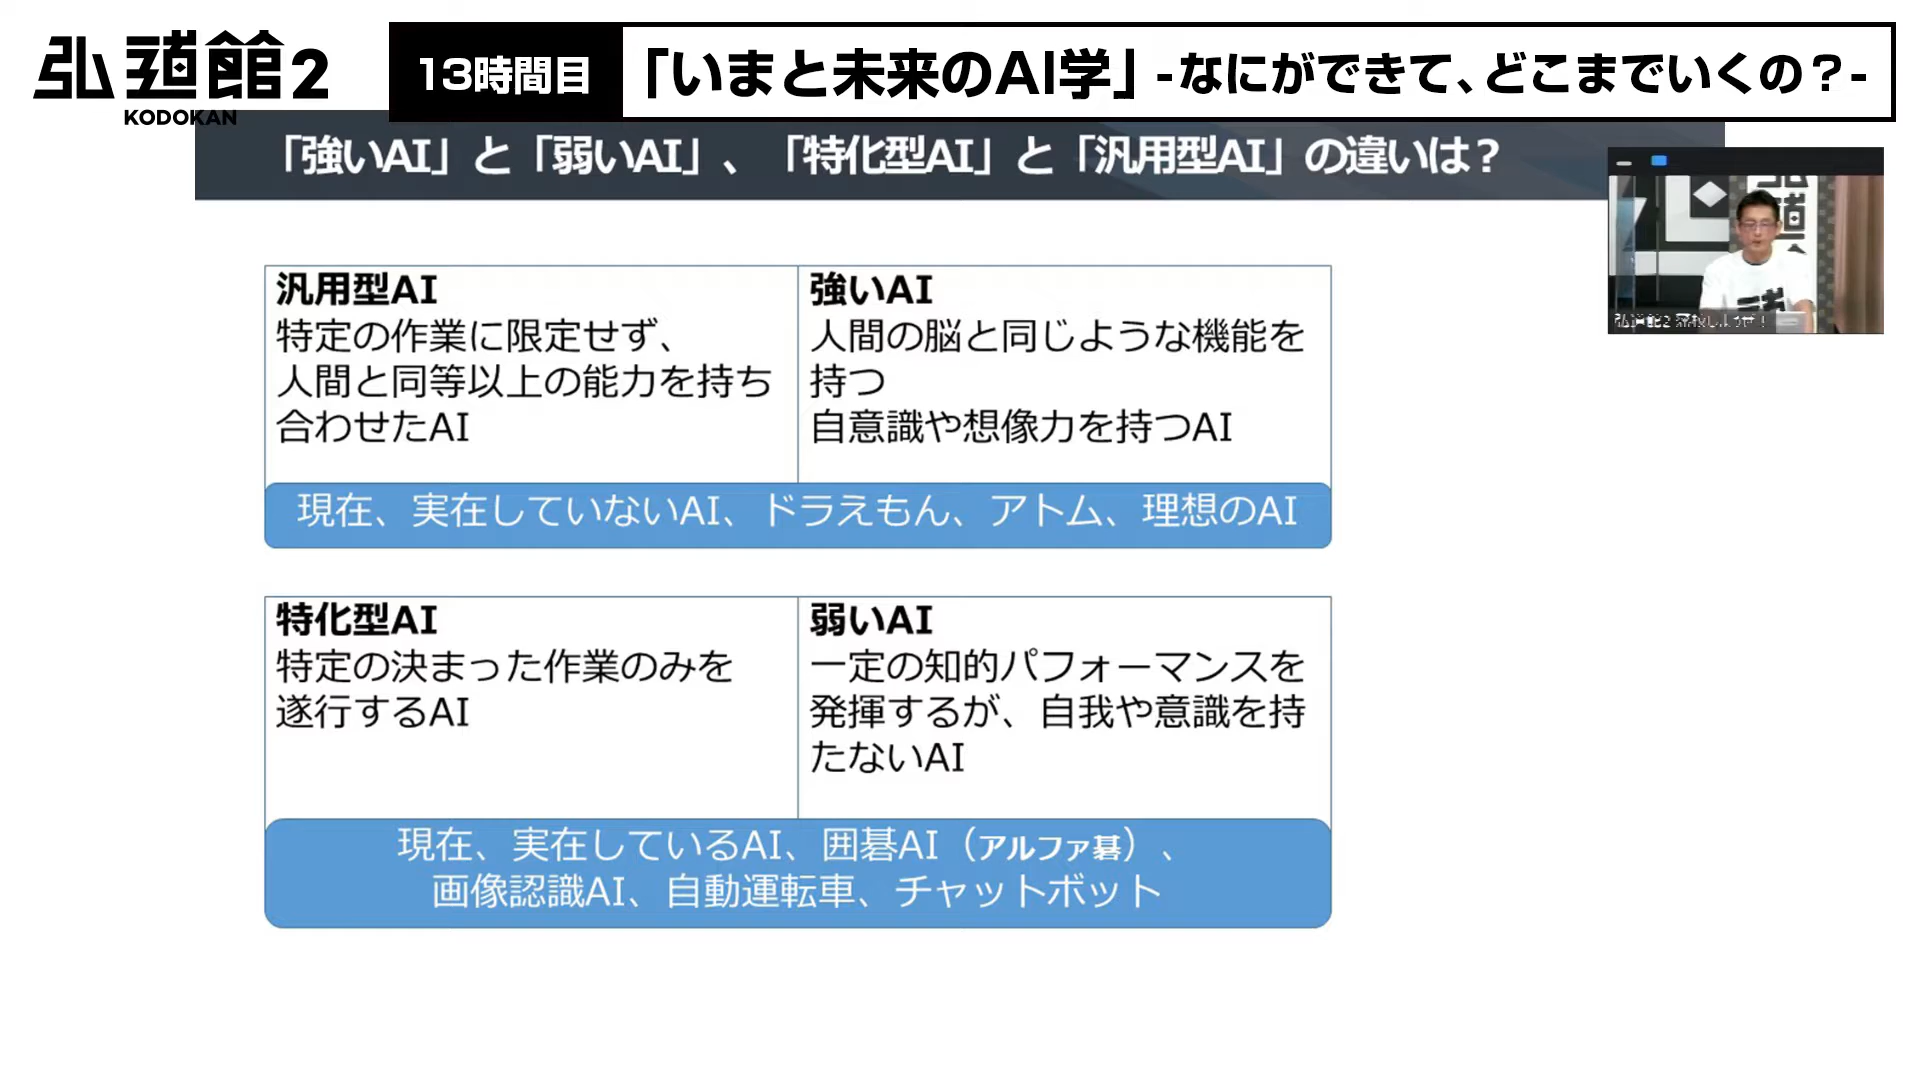 弘道館2
KODOKAN
13時間目
「いまと未来のAI学」-なにができて、どこまでいくの?-
「強いAI」と「弱いAI」、「特化型AI」と「汎用型AI」の違いは?
汎用型AI
特定の作業に限定せず、
人間と同等以上の能力を持ち
合わせたAI
強いAI
人間の脳と同じような機能を
持つ
自意識や想像力を持つAI
現在、実在していないAI、ドラえもん、アトム、理想のAI
特化型AI
特定の決まった作業のみを
遂行するAI
弱いAI
一定の知的パフォーマンスを
発揮するが、自我や意識を持
たないAI
現在、実在しているAI、囲碁AI(アルファ碁)、
画像認識AI、自動運転車、チャットボット